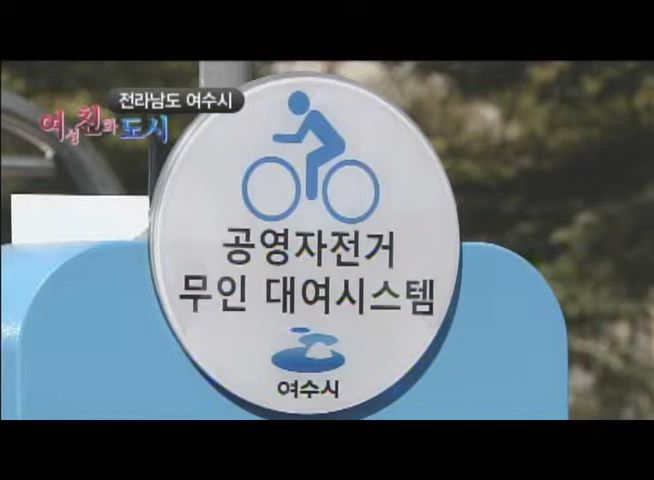 전라남도 여수시
여성친화도시
공영자전거
무인 대여시스템
여수시